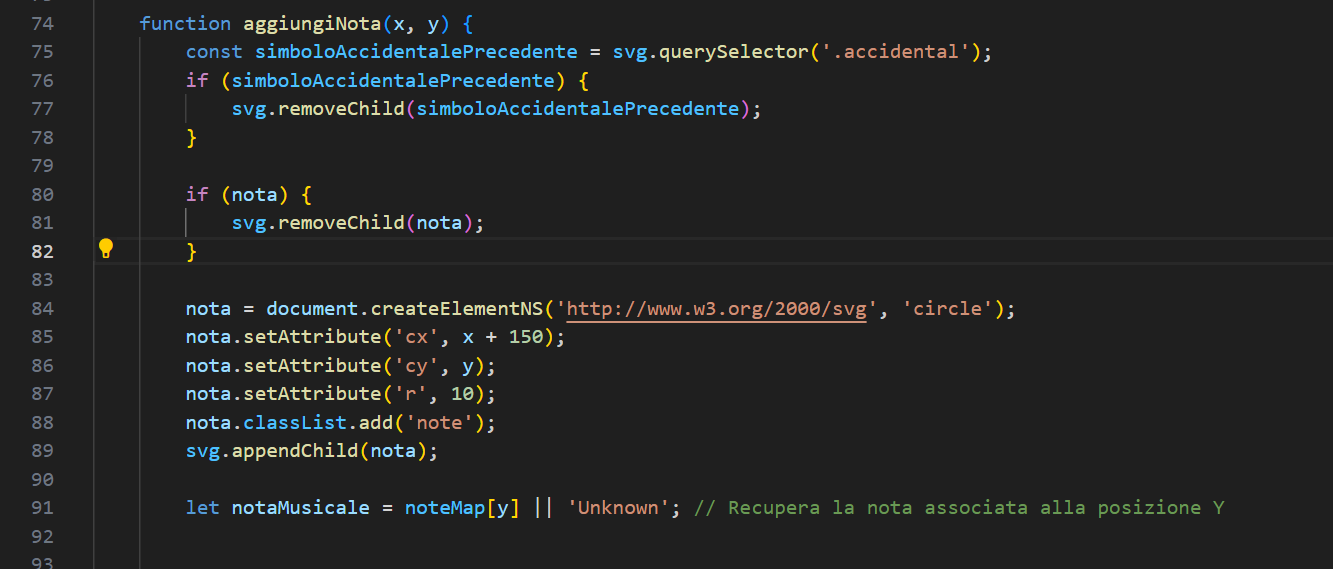 74 function aggiungiNota(x, y) {
75 const simboloAccidentalePrecedente = svg.querySelector('.accidental');
76 if (simboloAccidentalePrecedente) {
77 svg.removeChild(simboloAccidentalePrecedente);
78 }
79
80 if (nota) {
81 svg.removeChild(nota);
82 }
83
84 nota = document.createElementNS('http://www.w3.org/2000/svg', 'circle');
85 nota.setAttribute('cx', x + 150);
86 nota.setAttribute('cy', y);
87 nota.setAttribute('r', 10);
88 nota.classList.add('note');
89 svg.appendChild(nota);
90
91 let notaMusicale = noteMap[y] || 'Unknown'; // Recupera la nota associata alla posizione Y
92
93